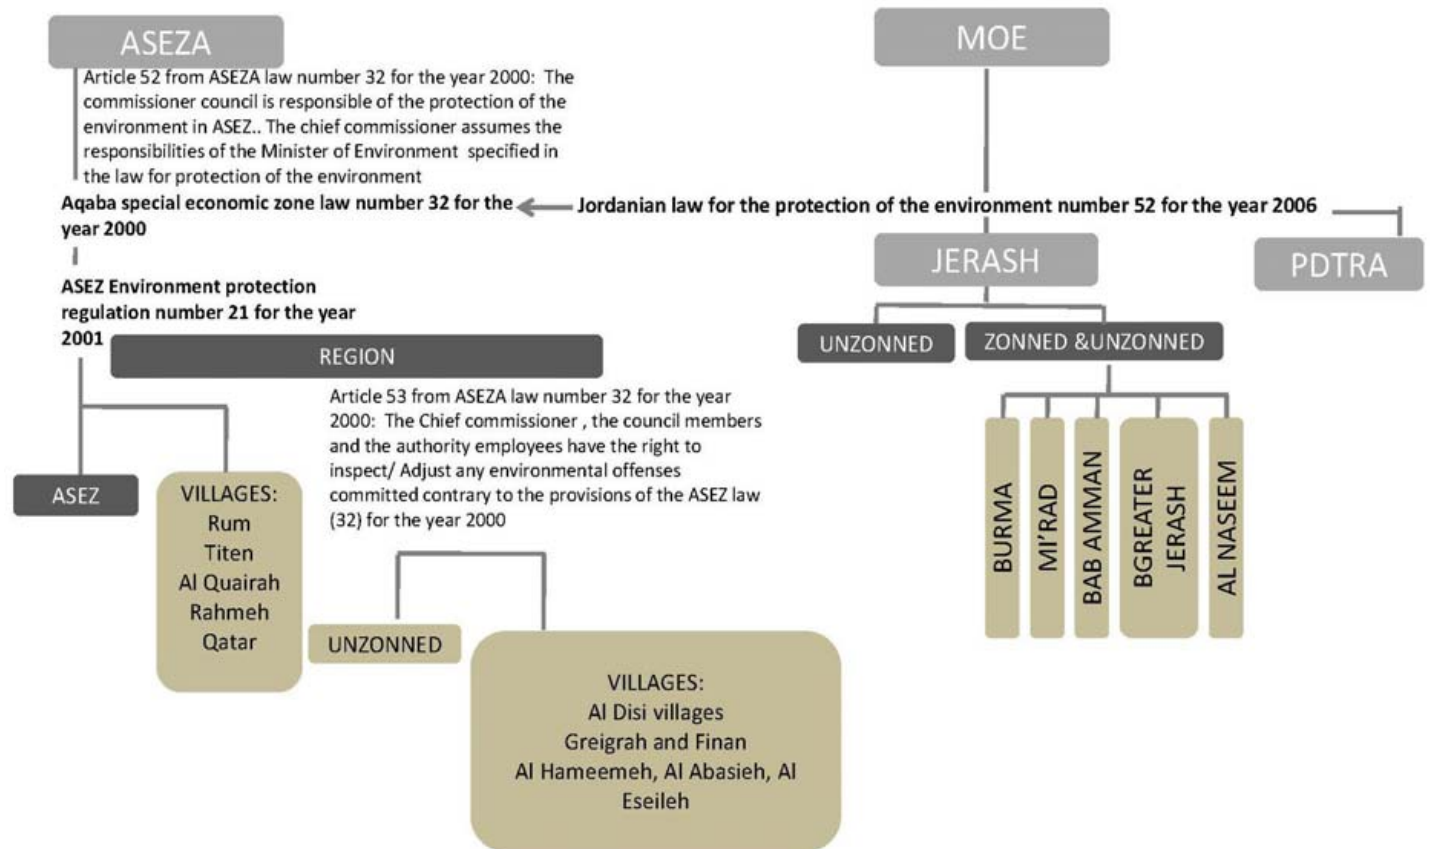 ASEZA
Article 52 from ASEZA law number 32 for the year 2000:  The
commissioner council is responsible of the protection of the
environment in ASEZ.. The chief commissioner assumes the
responsibilities of the Minister of Environment  specified in
the law for protection of the environment
Aqaba special economic zone law number 32 for the
year 2000
ASEZ Environment protection
regulation number 21 for the year
2001
REGION
Article 53 from ASEZA law number 32 for the year
2000:  The Chief commissioner , the council members
and the authority employees have the right to
inspect/ Adjust any environmental offenses
committed contrary to the provisions of the ASEZ law
(32) for the year 2000
ASEZ
VILLAGES:
Rum
Titen
Al Quairah
Rahmeh
Qatar
UNZONNED
VILLAGES:
Al Disi villages
Greigrah and Finan
Al Hameemeh, Al Abasieh, Al
Eseileh
MOE
Jordanian law for the protection of the environment number 52 for the year 2006
JERASH
PDTRA
UNZONNED
ZONNED &UNZONNED
BURMA
MI'RAD
BAB AMMAN
BGREATER
JERASH
AL NASEEM